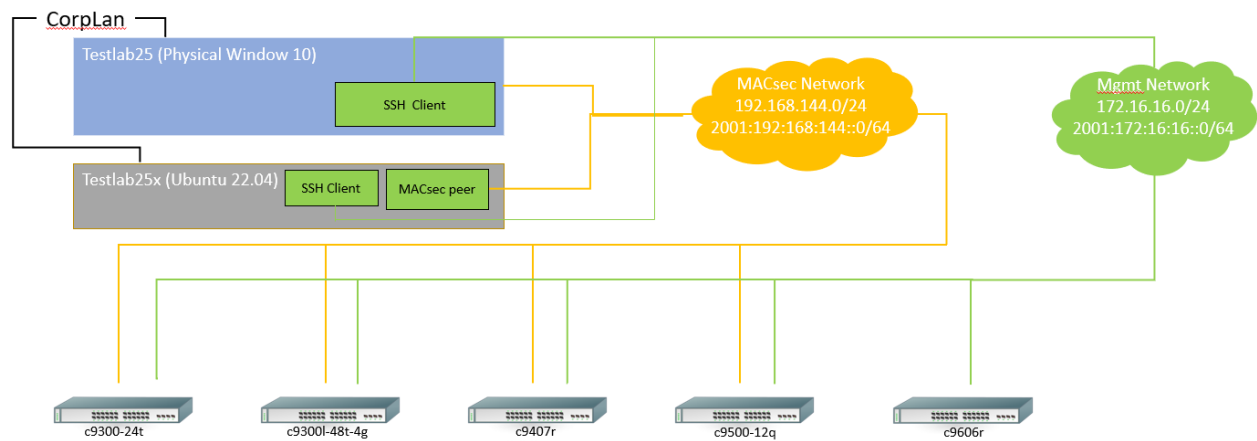 CorpLan
Testlab25 (Physical Window 10)
SSH Client
MACsec Network
192.168.144.0/24
2001:192:168:144::0/64
Mgmt Network
172.16.16.0/24
2001:172:16:16::0/64
Testlab25x (Ubuntu 22.04)
SSH Client
MACsec peer
c9300-24t
c9300l-48t-4g
c9407r
c9500-12q
c9606r